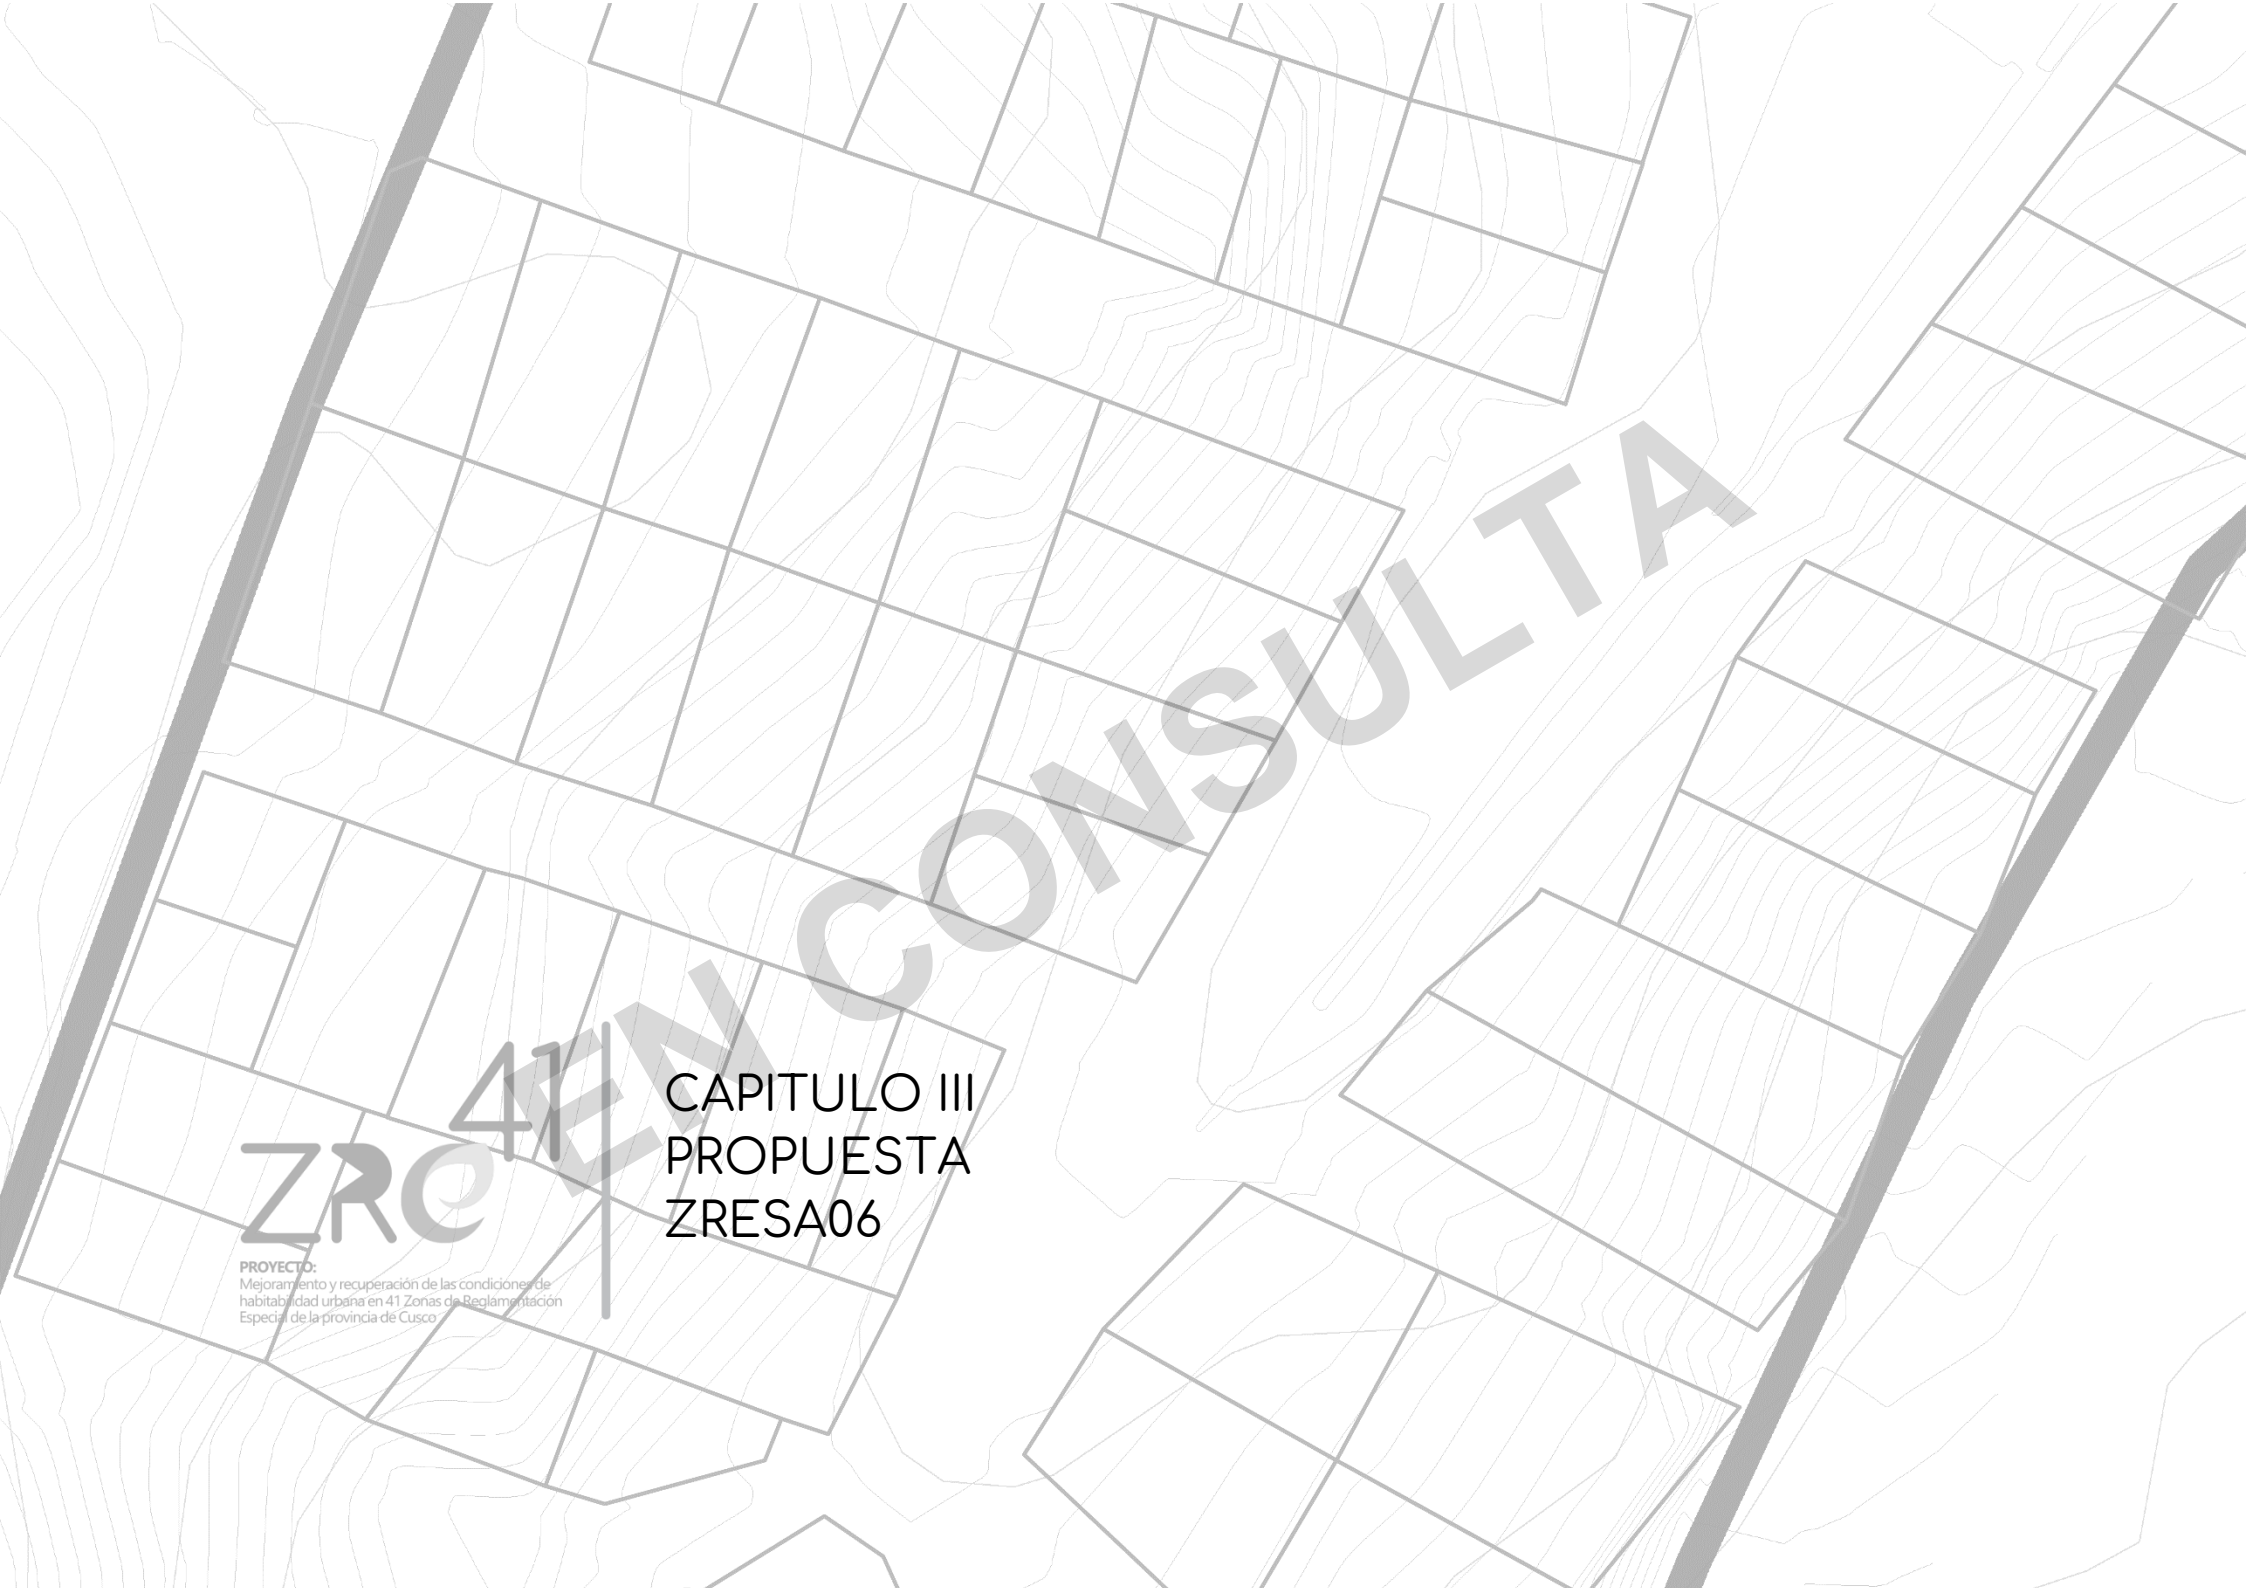 EN CONSULTA
41
ZRE
CAPITULO III
PROPUESTA
ZRESA06
PROYECTO:
Mejoramiento y recuperación de las condiciones de
habitabilidad urbana en 41 Zonas de Reglamentación
Especial de la provincia de Cusco